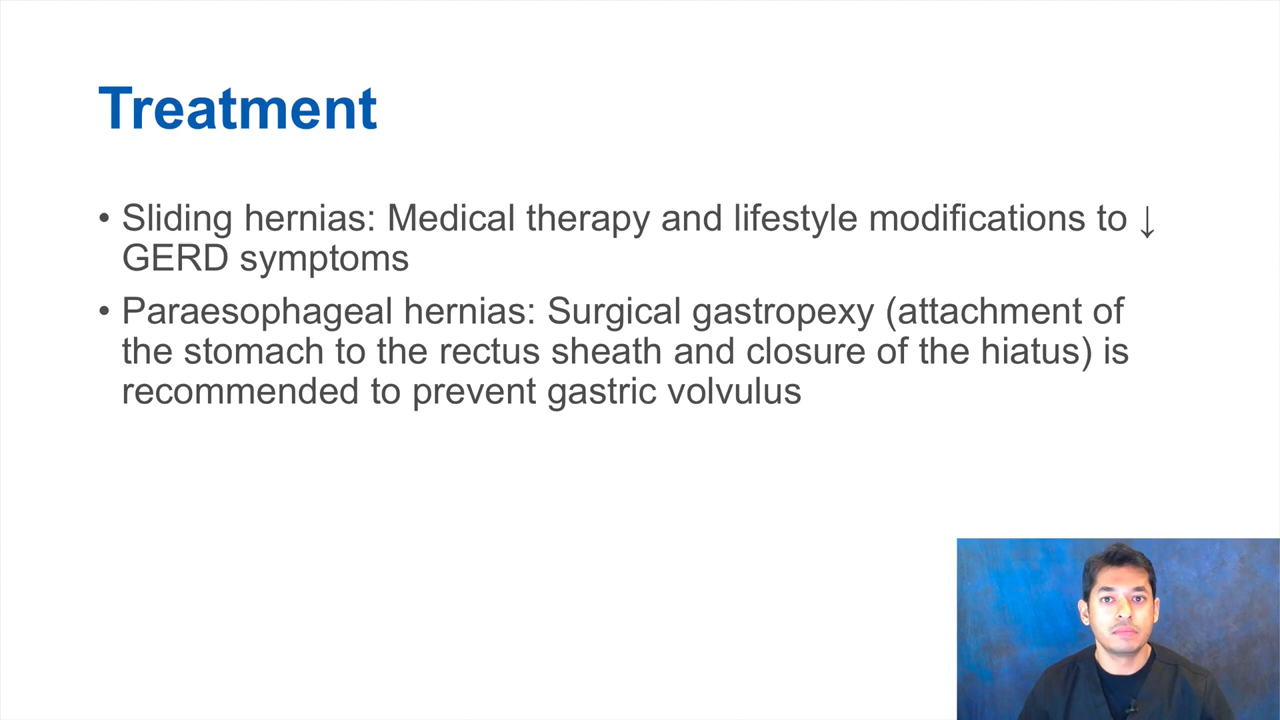 Treatment
• Sliding hernias: Medical therapy and lifestyle modifications to ↓
GERD symptoms
• Paraesophageal hernias: Surgical gastropexy (attachment of
the stomach to the rectus sheath and closure of the hiatus) is
recommended to prevent gastric volvulus